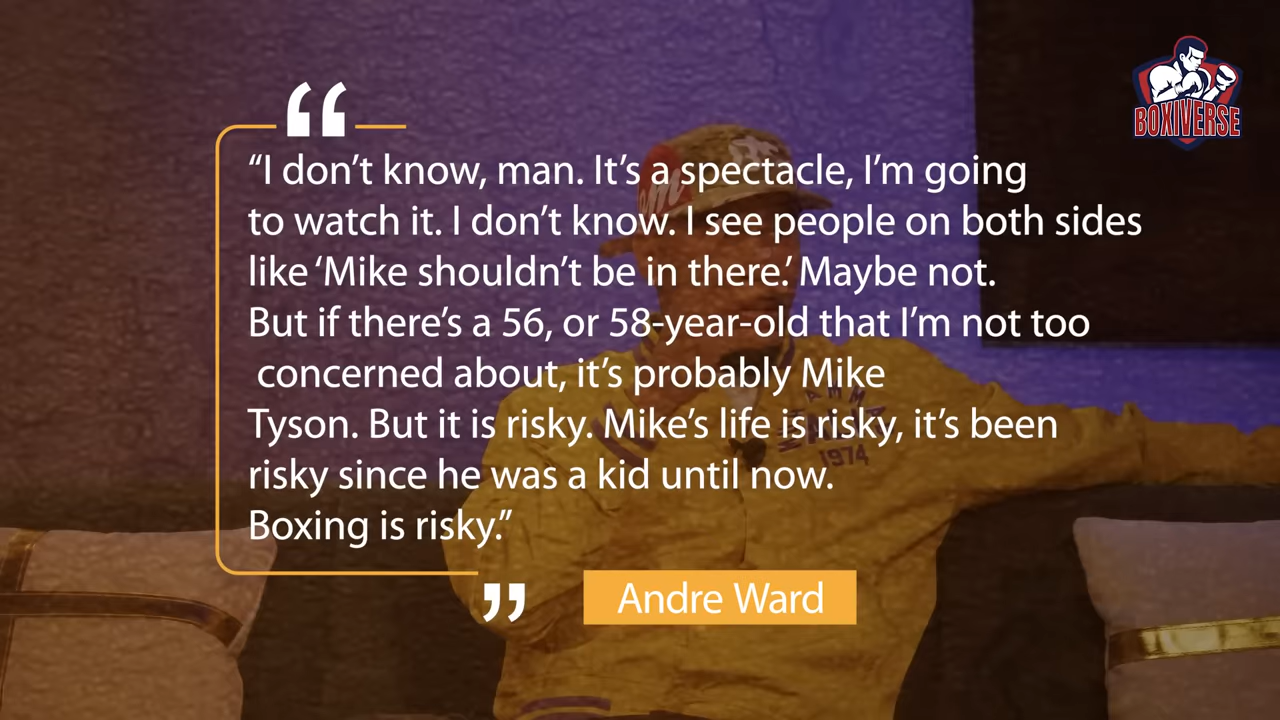 BOXIVERSE
“I don’t know, man. It’s a spectacle, I’m going
to watch it. I don’t know. I see people on both sides
like ‘Mike shouldn’t be in there.’ Maybe not.
But if there’s a 56, or 58-year-old that I’m not too
concerned about, it’s probably Mike
Tyson. But it is risky. Mike’s life is risky, it’s been
risky since he was a kid until now.
Boxing is risky.”
Andre Ward
1974